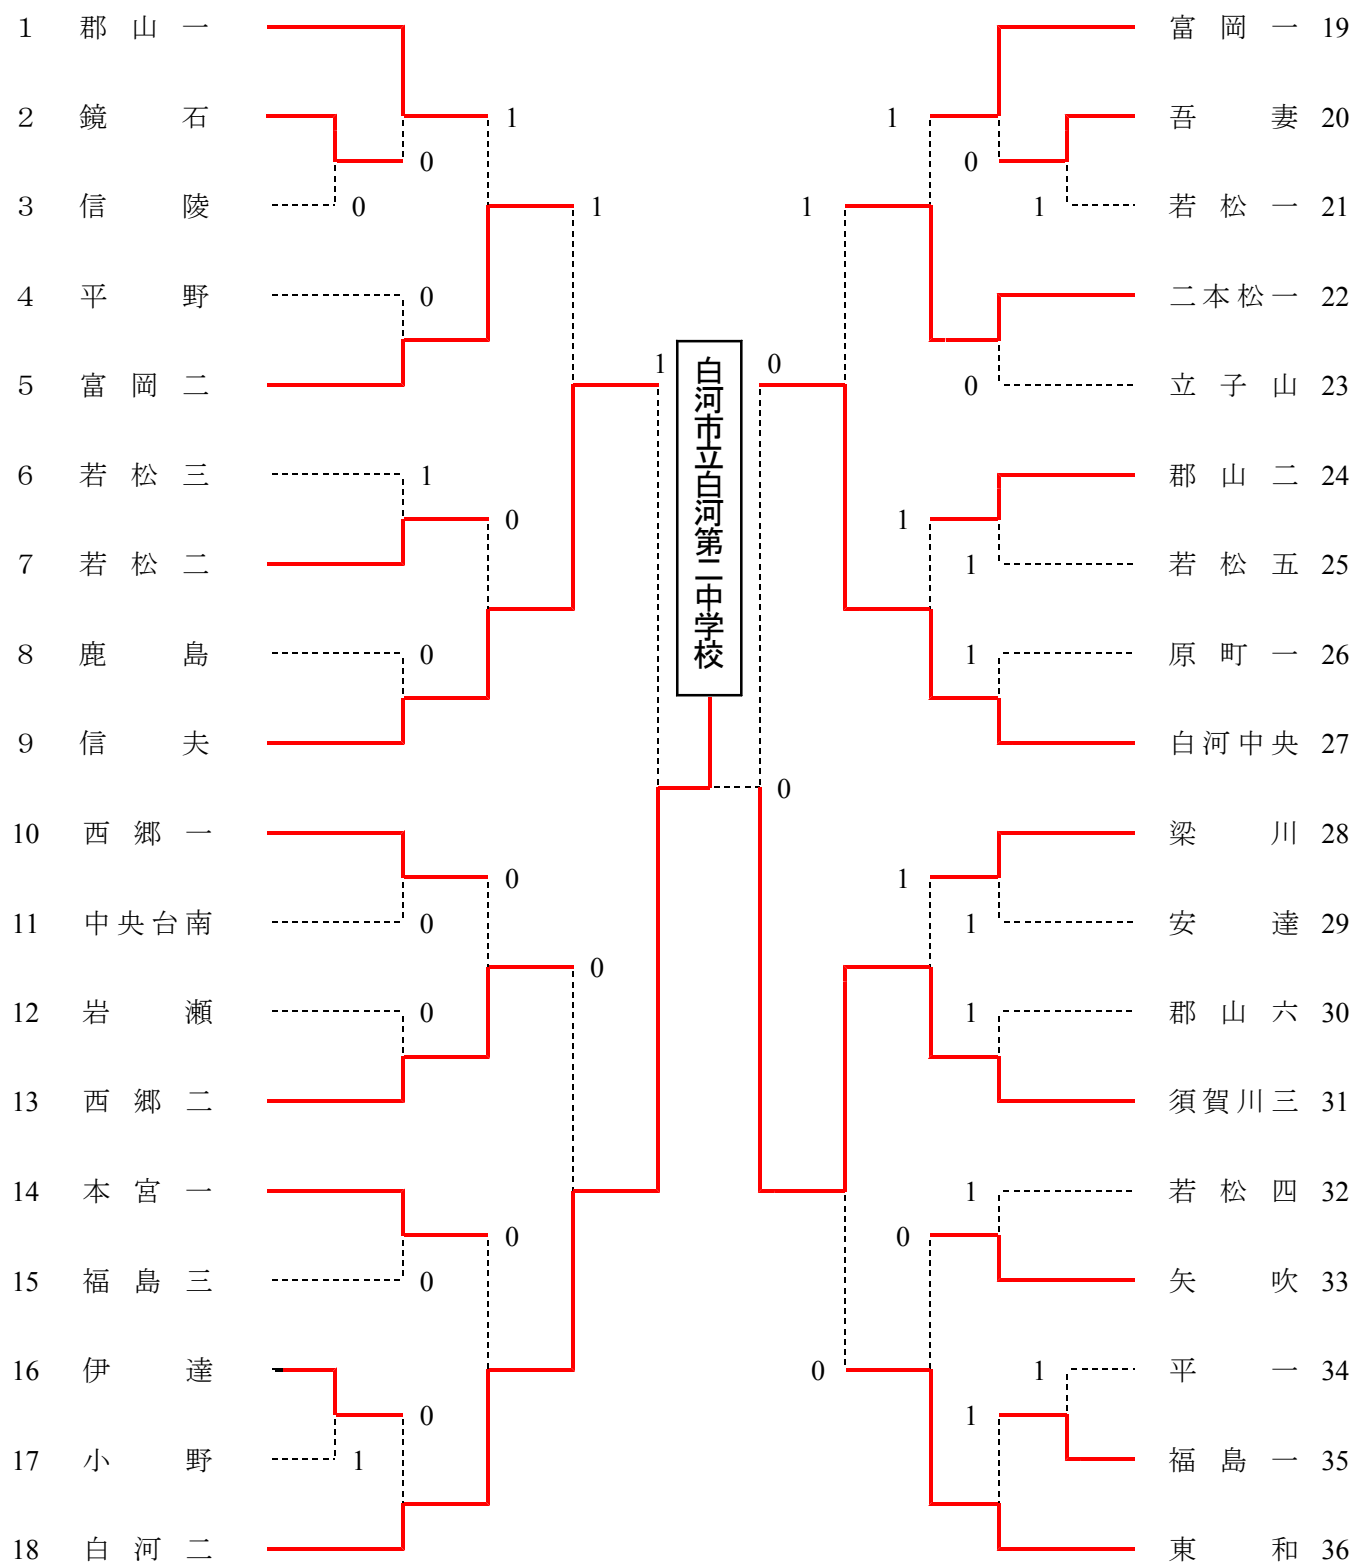 1 郡山一
2 鏡石
3 信陵
4 平野
5 富岡二
6 若松三
7 若松二
8 鹿島
9 信夫
10 西郷一
11 中央台南
12 岩瀬
13 西郷二
14 本宮一
15 福島三
16 伊達
17 小野
18 白河二
1
0
0
1
0
1
1
0
0
0
0
0
0
0
0
0
1
白河市立白河第二中学校
0
0
1
0
1
1
1
0
1
1
1
1
1
1
1
0
0
1
1
富岡一 19
吾妻 20
若松一 21
二本松一 22
立子山 23
郡山二 24
若松五 25
原町一 26
白河中央 27
梁川 28
安達 29
郡山六 30
須賀川三 31
若松四 32
矢吹 33
平一 34
福島一 35
東和 36